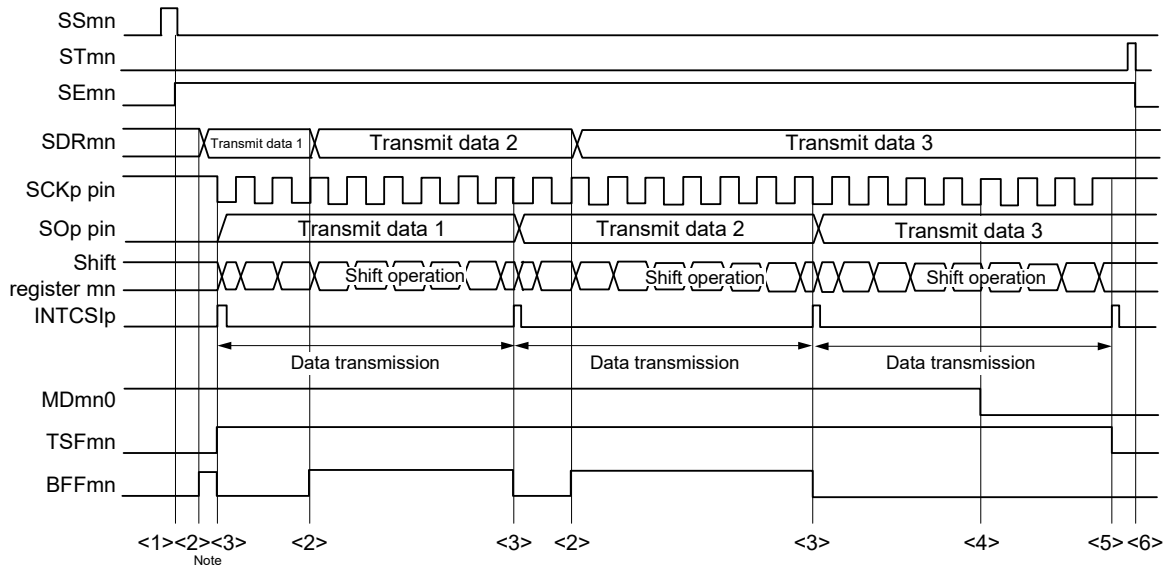 SSmn
STmn
SEmn
SDRmn Transmit data 1 Transmit data 2 Transmit data 3
SCKp pin
SOp pin Transmit data 1 Transmit data 2 Transmit data 3
Shift
register mn Shift operation Shift operation Shift operation
INTCSIp
Data transmission Data transmission Data transmission
MDmn0
TSFmn
BFFmn
<1> <2> <3> <2> <3> <2> <3> <4> <5> <6>
Note